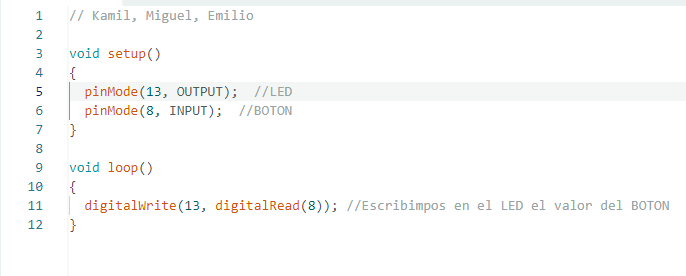 1 // Kamil, Miguel, Emilio
2
3 void setup()
4 {
5 pinMode(13, OUTPUT); //LED
6 pinMode(8, INPUT); //BOTON
7 }
8
9 void loop()
10 {
11 digitalWrite(13, digitalRead(8)); //Escribimpos en el LED el valor del BOTON
12 }